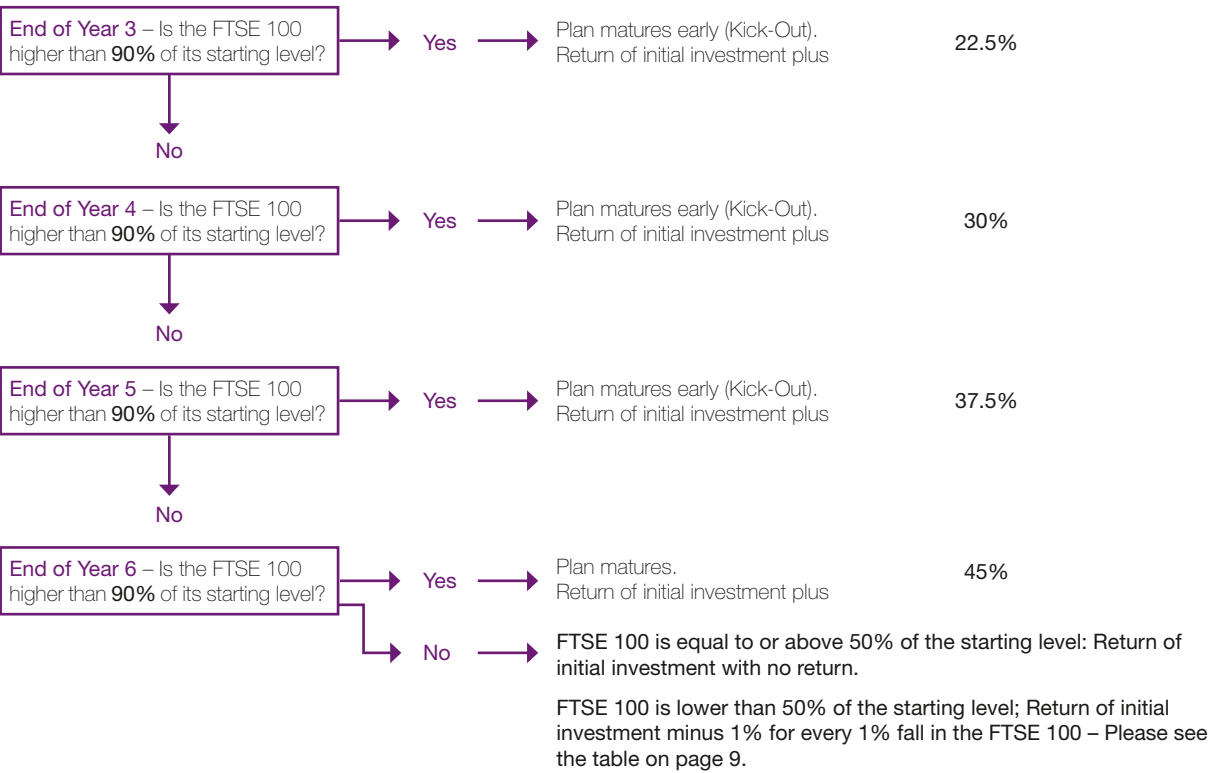 End of Year 3 – Is the FTSE 100
higher than 90% of its starting level?
Yes
Plan matures early (Kick-Out).
Return of initial investment plus
22.5%
No
End of Year 4 – Is the FTSE 100
higher than 90% of its starting level?
Yes
Plan matures early (Kick-Out).
Return of initial investment plus
30%
No
End of Year 5 – Is the FTSE 100
higher than 90% of its starting level?
Yes
Plan matures early (Kick-Out).
Return of initial investment plus
37.5%
No
End of Year 6 – Is the FTSE 100
higher than 90% of its starting level?
Yes
Plan matures.
Return of initial investment plus
45%
No
FTSE 100 is equal to or above 50% of the starting level: Return of
initial investment with no return.
FTSE 100 is lower than 50% of the starting level; Return of initial
investment minus 1% for every 1% fall in the FTSE 100 – Please see
the table on page 9.